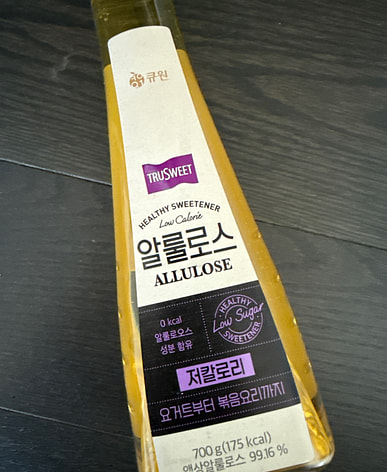 큐원
TRUSWEET
HEALTHY SWEETENER
Low Calorie
알룰로스
ALLULOSE
0 kcal
알룰로오스
성분 함유
HEALTHY
Low Sugar
SWEETENER
저칼로리
요거트부터 볶음요리까지
700 g(175 kcal)
액상알룰로스 99.16 %